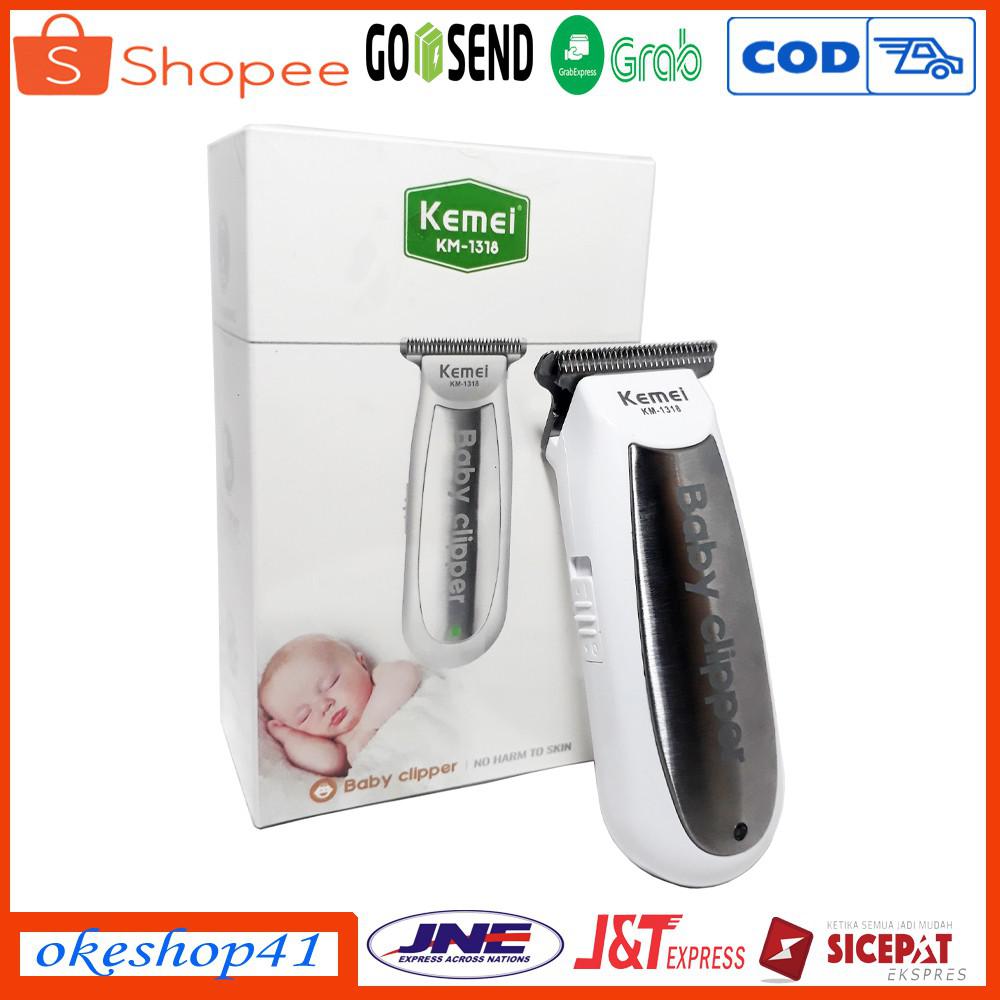 S Shopee
GO SEND
GrabExpress
Grab
COD
Kemei
KM-1318
Kemei
KM-1318
Baby clipper
Kemei
KM-1318
Baby clipper
Baby clipper | NO HARM TO SKIN
okeshop41
JNE
EXPRESS ACROSS NATIONS
J&T EXPRESS
KETIKA SEMUA JADI MUDAH
SICEPAT
EKSPRES